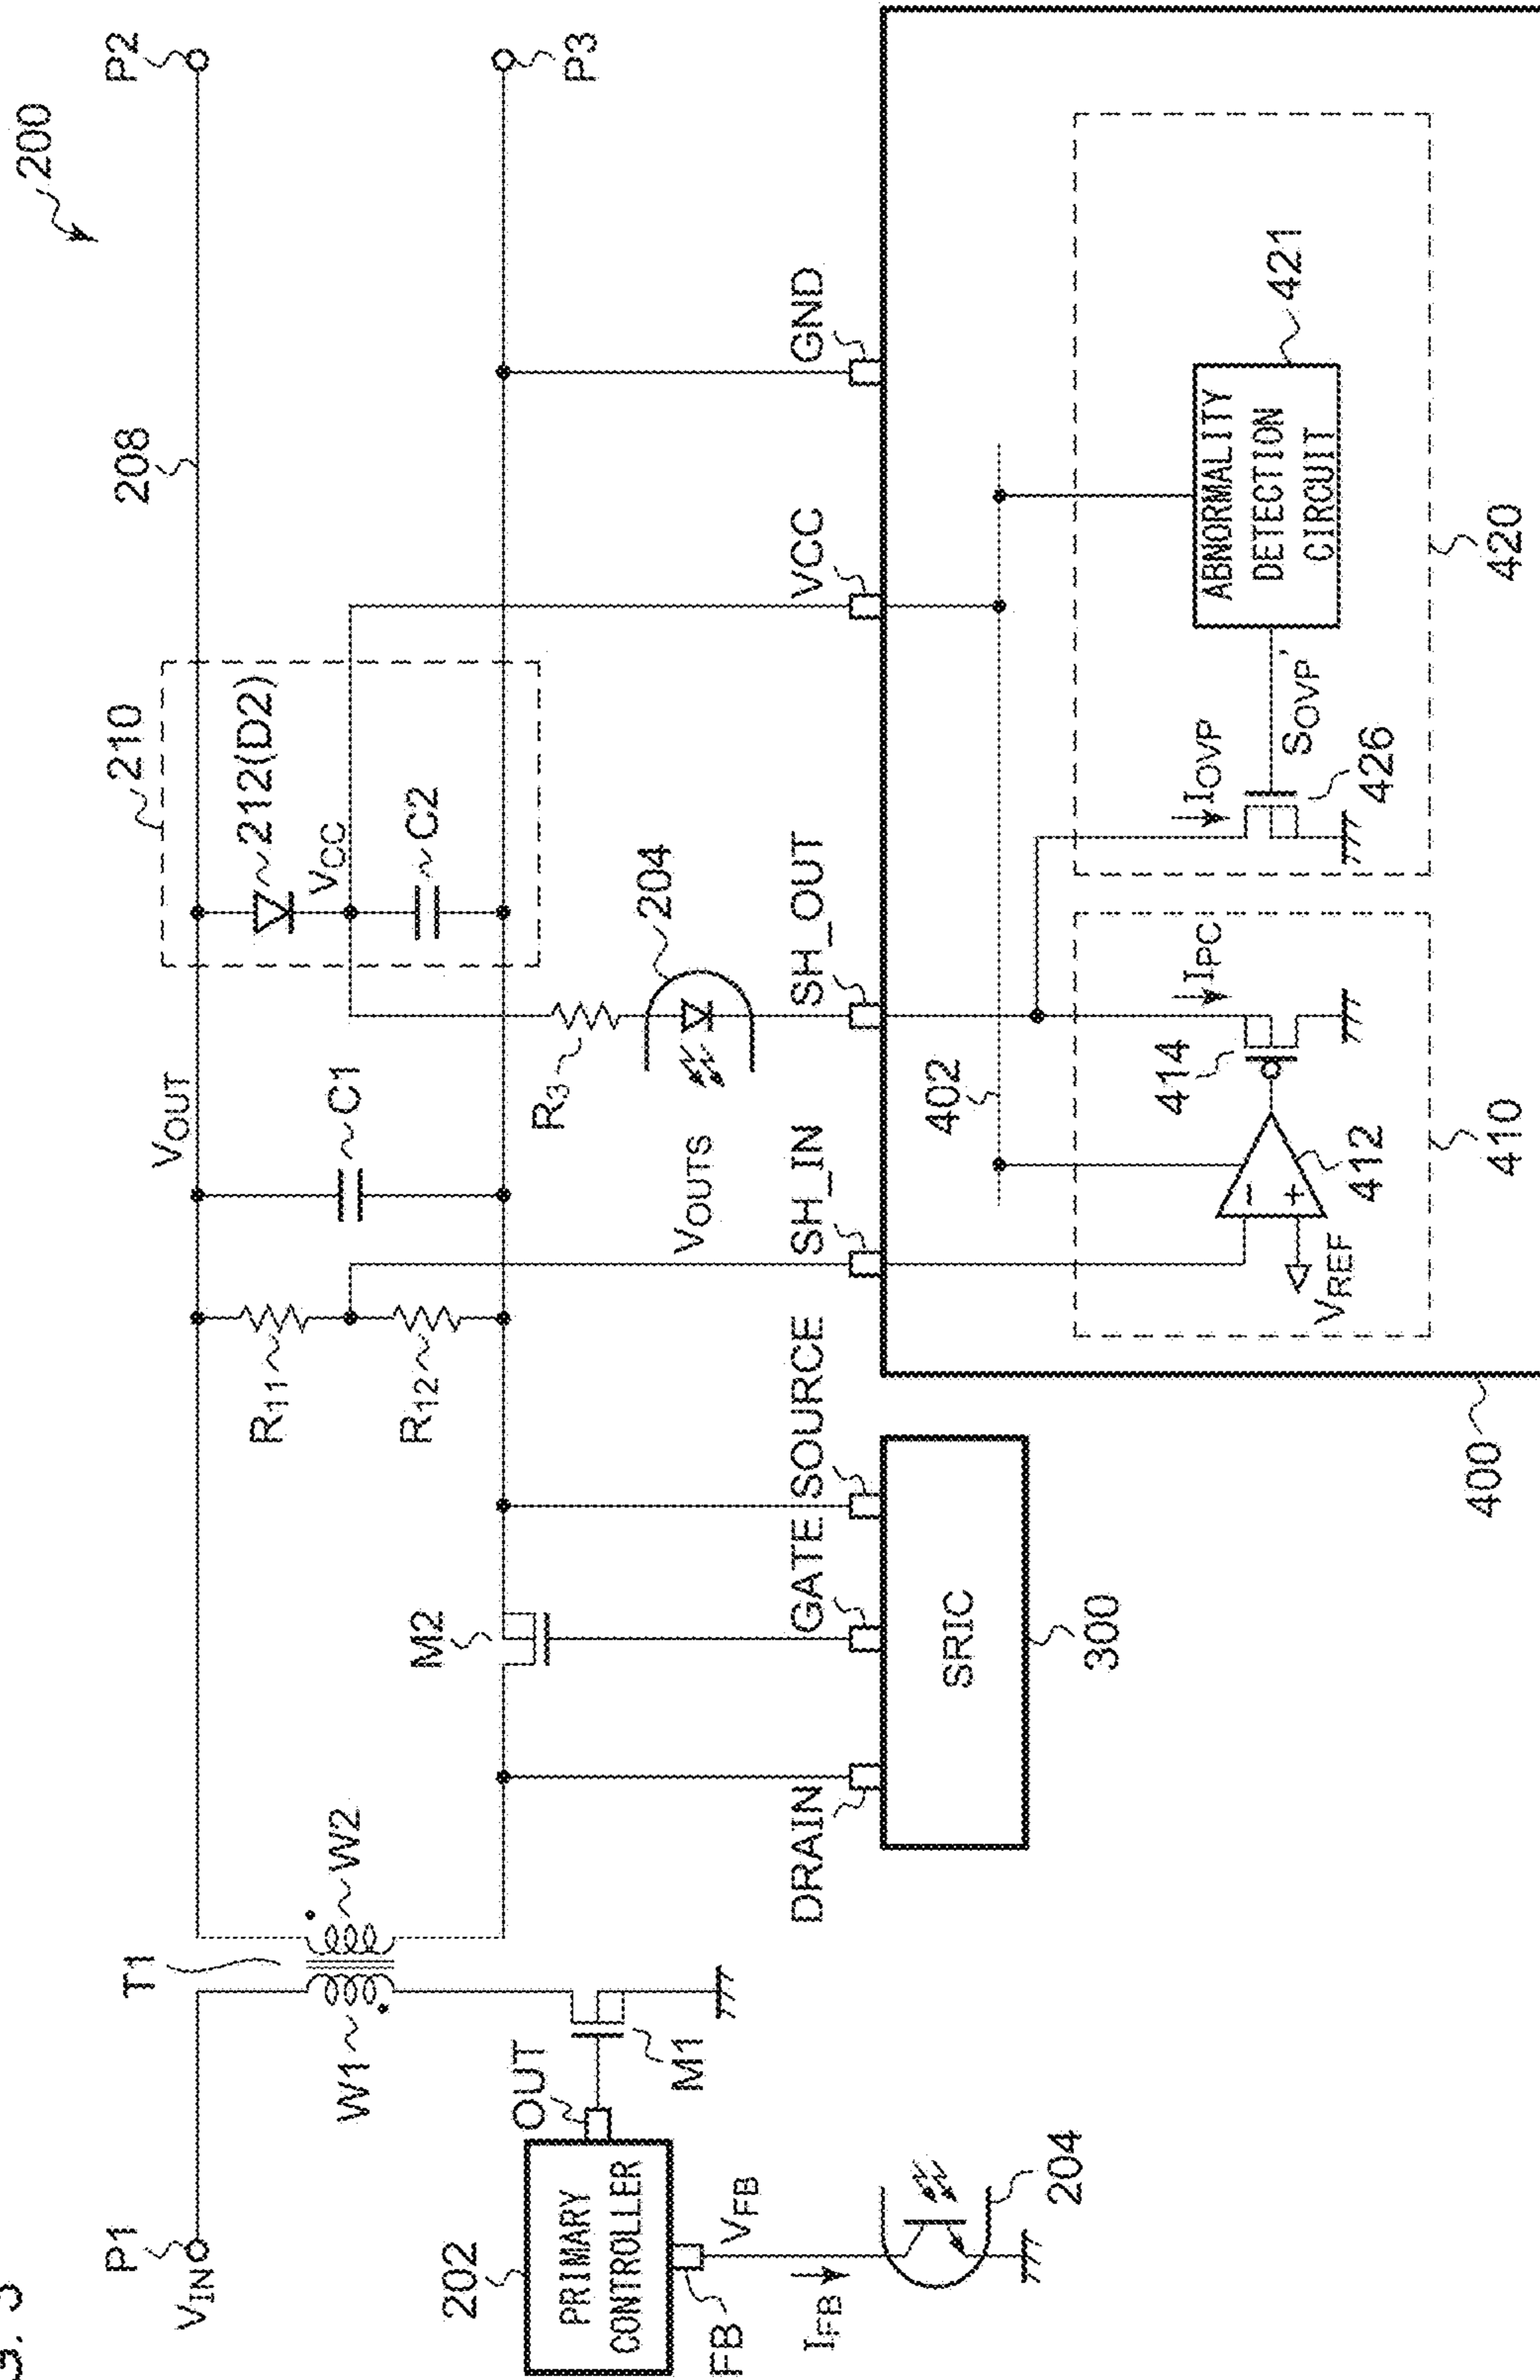 G. 3
200
P1
VIN
T1
W1
W2
202
PRIMARY
CONTROLLER
OUT
M1
FB
VFB
IFB
204
M2
DRAIN
GATE
SOURCE
SRIC
300
R11
R12
VOUT
C1
210
212(D2)
VCC
C2
208
P2
P3
R3
204
VOUTS
SH_IN
SH_OUT
VCC
GND
402
414
IPC
412
VREF
410
IOVP
SOVP'
426
ABNORMALITY
DETECTION
CIRCUIT
421
420
400